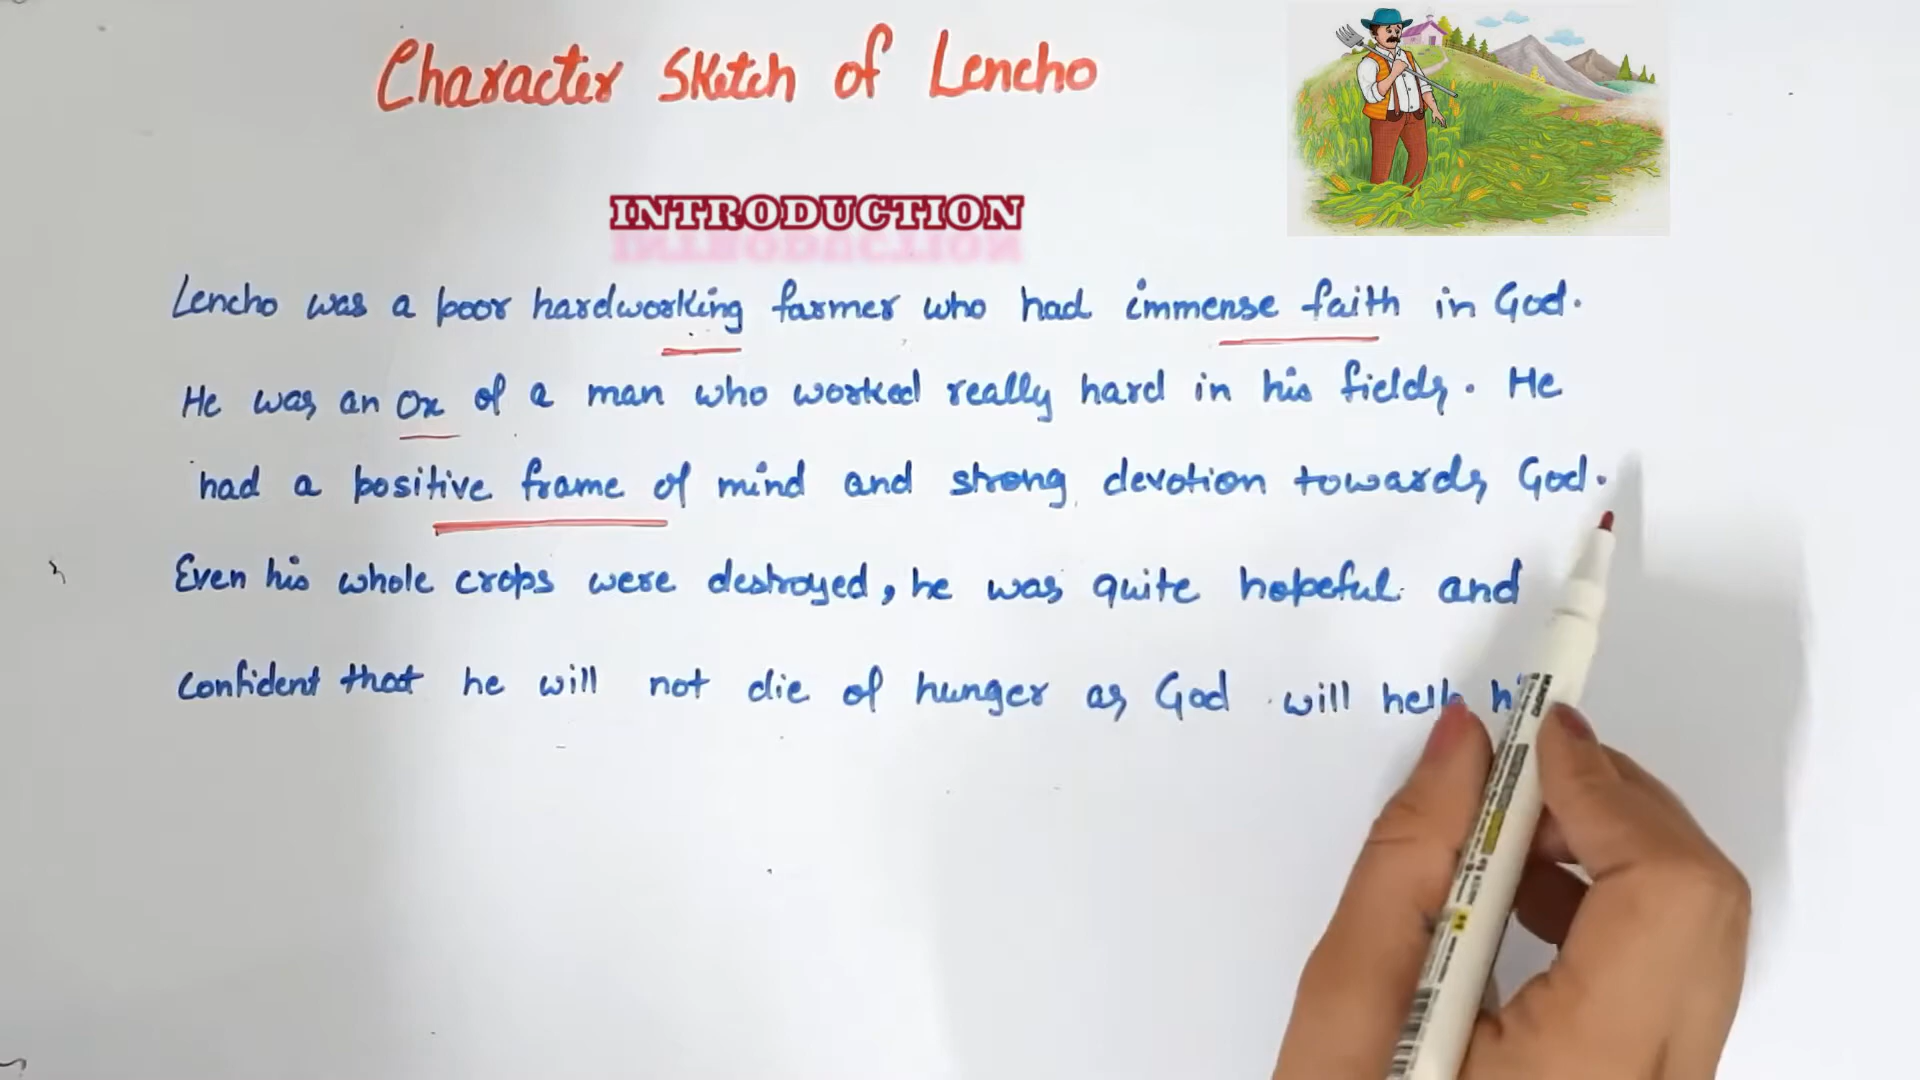 Character Sketch of Lencho
INTRODUCTION
Lencho was a poor hardworking farmer who had immense faith in God.
He was an Ox of a man who worked really hard in his fields. He
had a positive frame of mind and strong devotion towards God.
Even his whole crops were destroyed, he was quite hopeful and
confident that he will not die of hunger as God will help